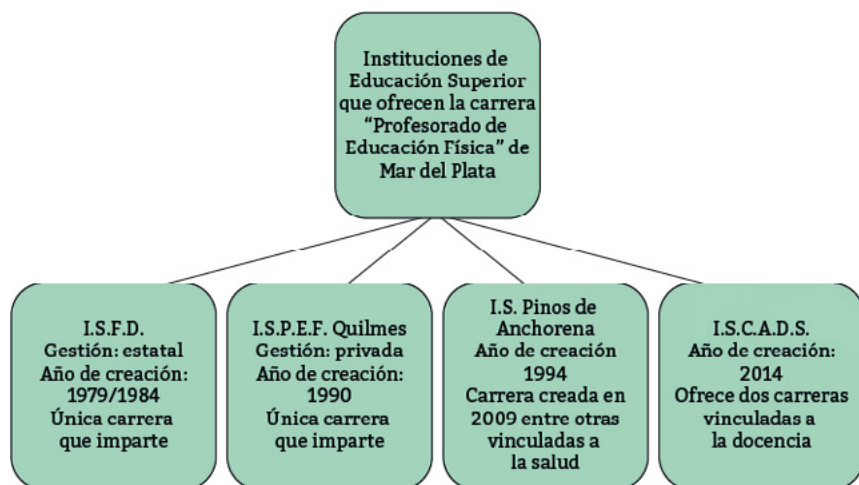 Instituciones de
Educación Superior
que ofrecen la carrera
“Profesorado de
Educación Física” de
Mar del Plata
I.S.F.D.
Gestión: estatal
Año de creación:
1979/1984
Única carrera
que imparte
I.S.P.E.F. Quilmes
Gestión: privada
Año de creación:
1990
Única carrera
que imparte
I.S. Pinos de
Anchorena
Año de creación
1994
Carrera creada en
2009 entre otras
vinculadas a
la salud
I.S.C.A.D.S.
Año de creación:
2014
Ofrece dos carreras
vinculadas a
la docencia